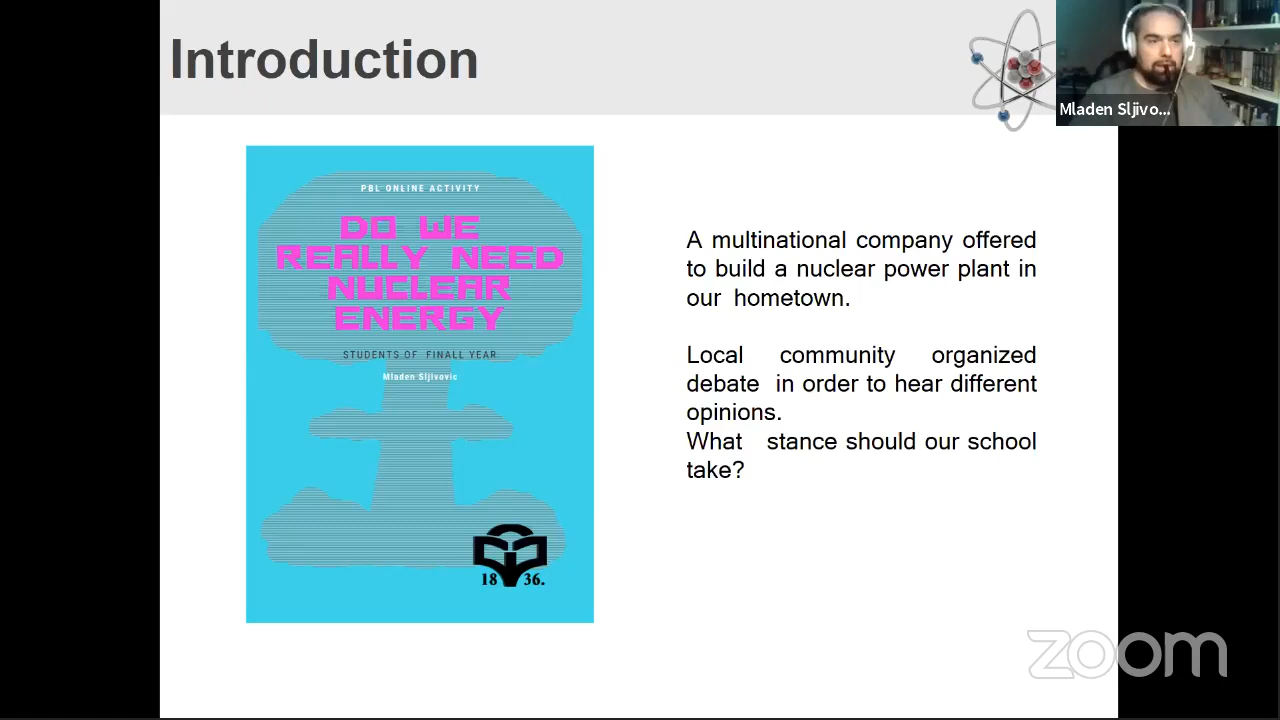 Introduction
Mladen Sljivo...
PBL ONLINE ACTIVITY
DO WE
REALLY NEED
NUCLEAR
ENERGY
STUDENTS OF FINALL YEAR
Mladen Sljivovic
18 36.
A multinational company offered
to build a nuclear power plant in
our hometown.
Local community organized
debate in order to hear different
opinions.
What stance should our school
take?
zoom